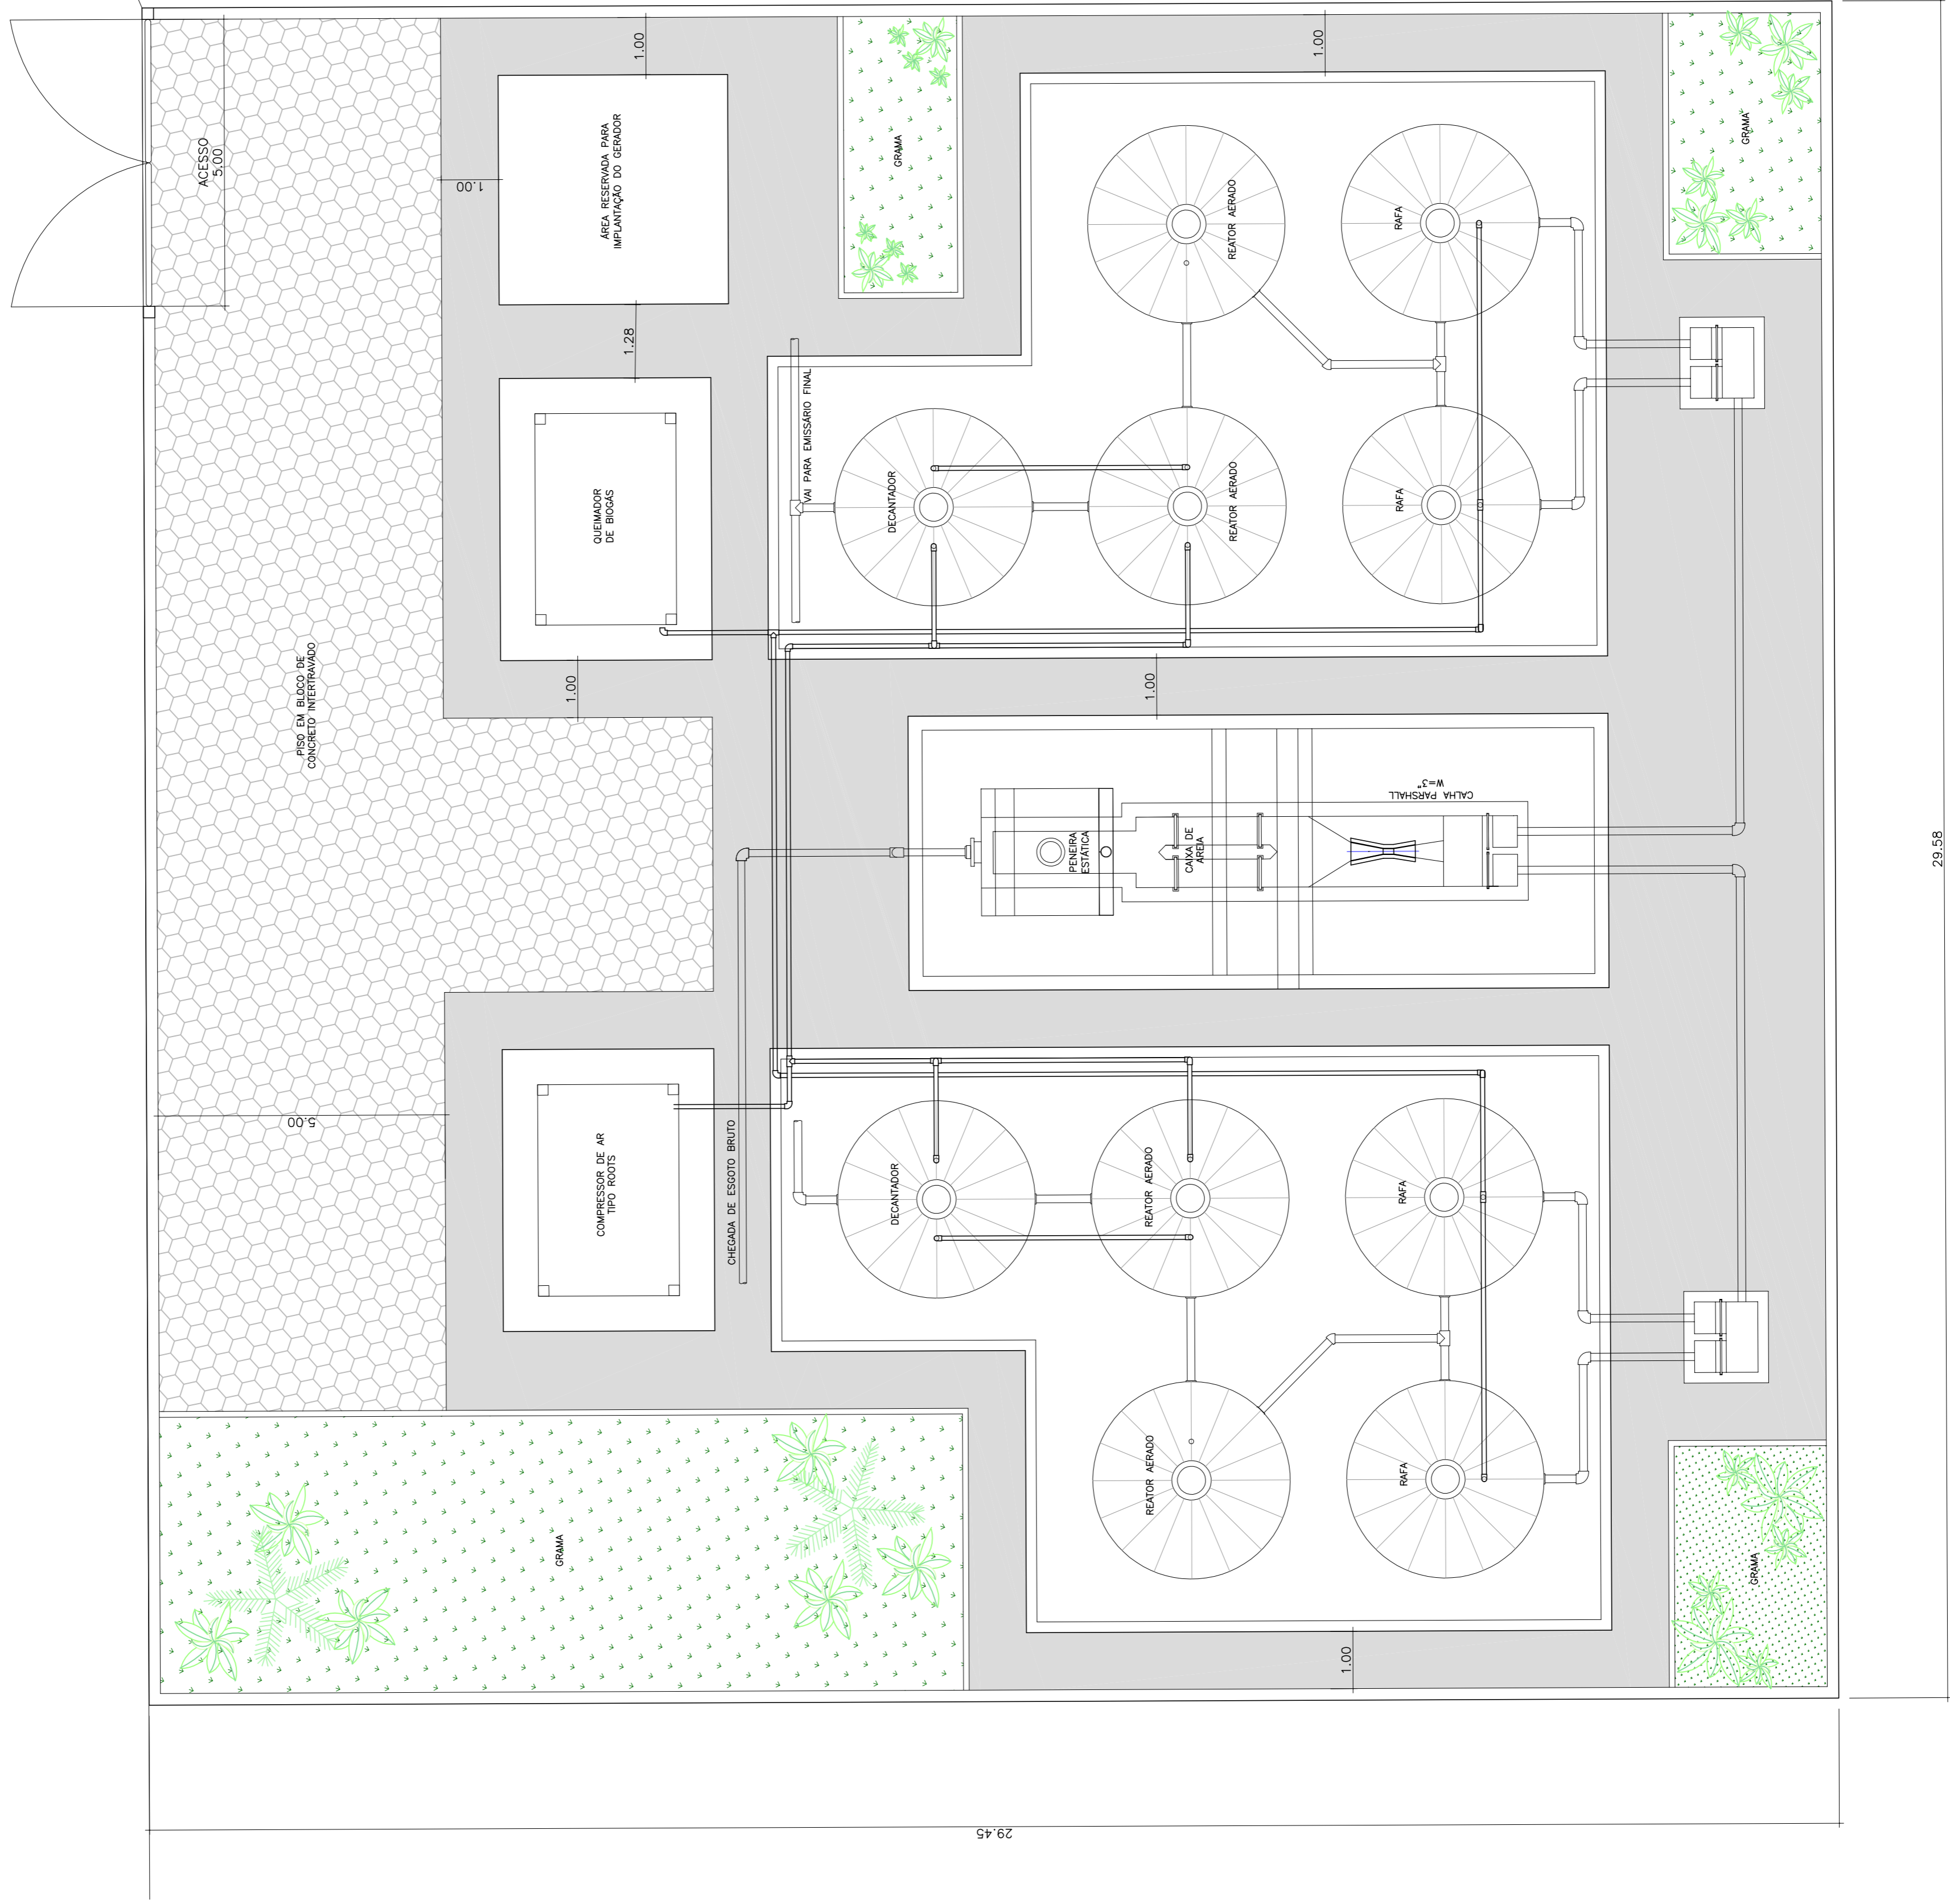 ACESSO
5.00
1.00
1.00
1.00
ÁREA RESERVADA PARA
IMPLANTAÇÃO DO GERADOR
1.28
GRAMA
GRAMA
REATOR AERADO
RAFA
VAI PARA EMISSÁRIO FINAL
QUEIMADOR
DE BIOGÁS
DECANTADOR
REATOR AERADO
RAFA
PISO EM BLOCO DE
CONCRETO INTERTRAVADO
1.00
1.00
PENEIRA
ESTÁTICA
CAIXA DE
AREIA
CALHA PARSHALL
W=3"
29.58
5.00
COMPRESSOR DE AR
TIPO ROOTS
CHEGADA DE ESGOTO BRUTO
DECANTADOR
REATOR AERADO
RAFA
GRAMA
REATOR AERADO
RAFA
GRAMA
1.00
29.45